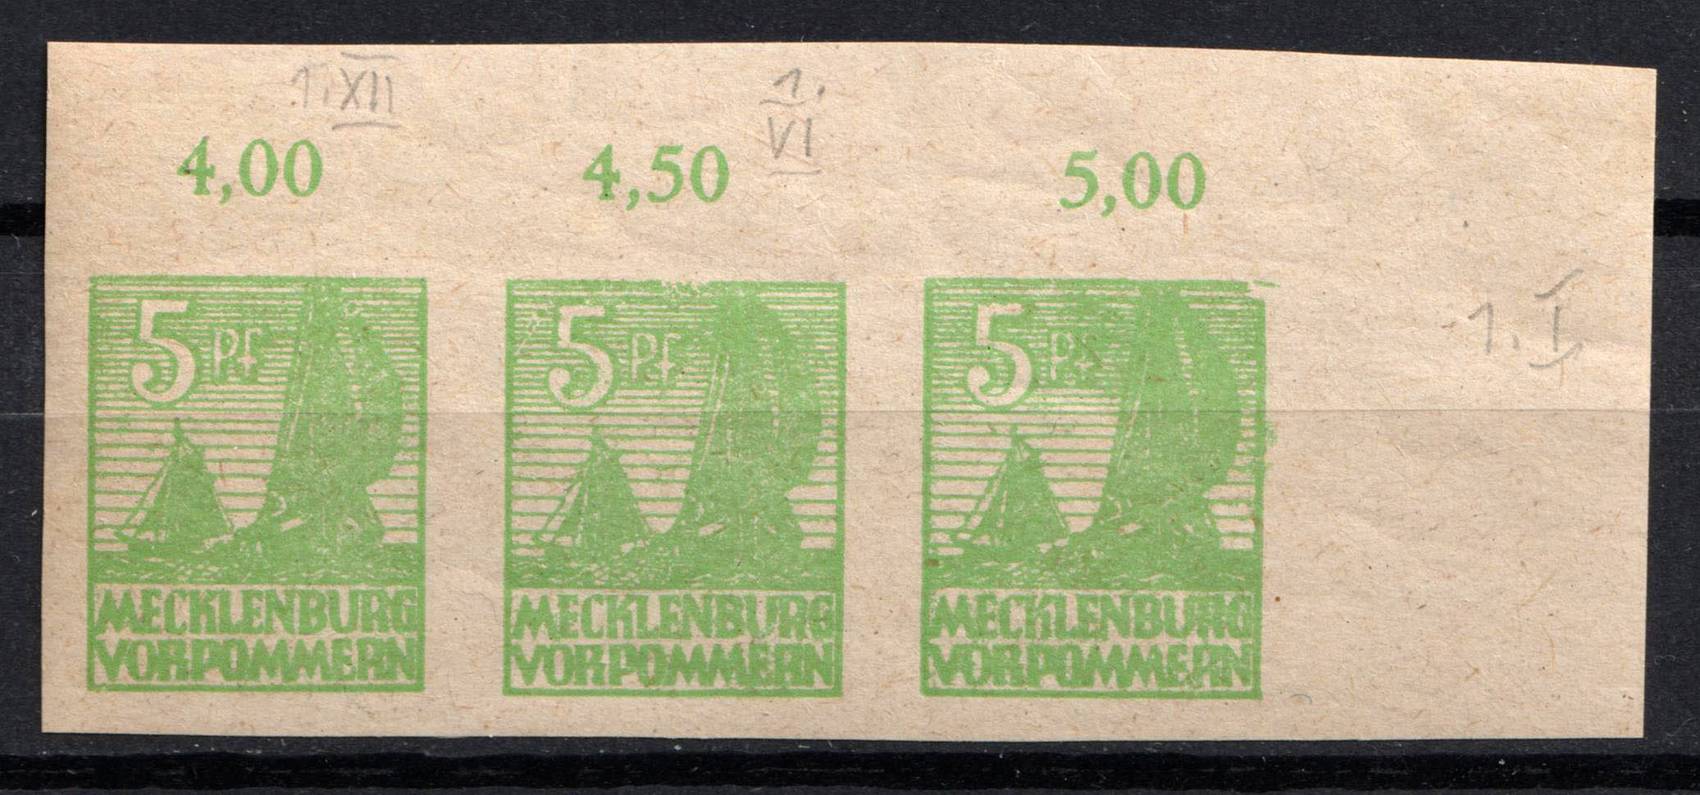 1.XII
1.
VI
4,00 4,50 5,00
5 Pf
5 Pf
5 Pf
1. I
MECKLENBURG
VORPOMMERN
MECKLENBURG
VORPOMMERN
MECKLENBURG
VORPOMMERN